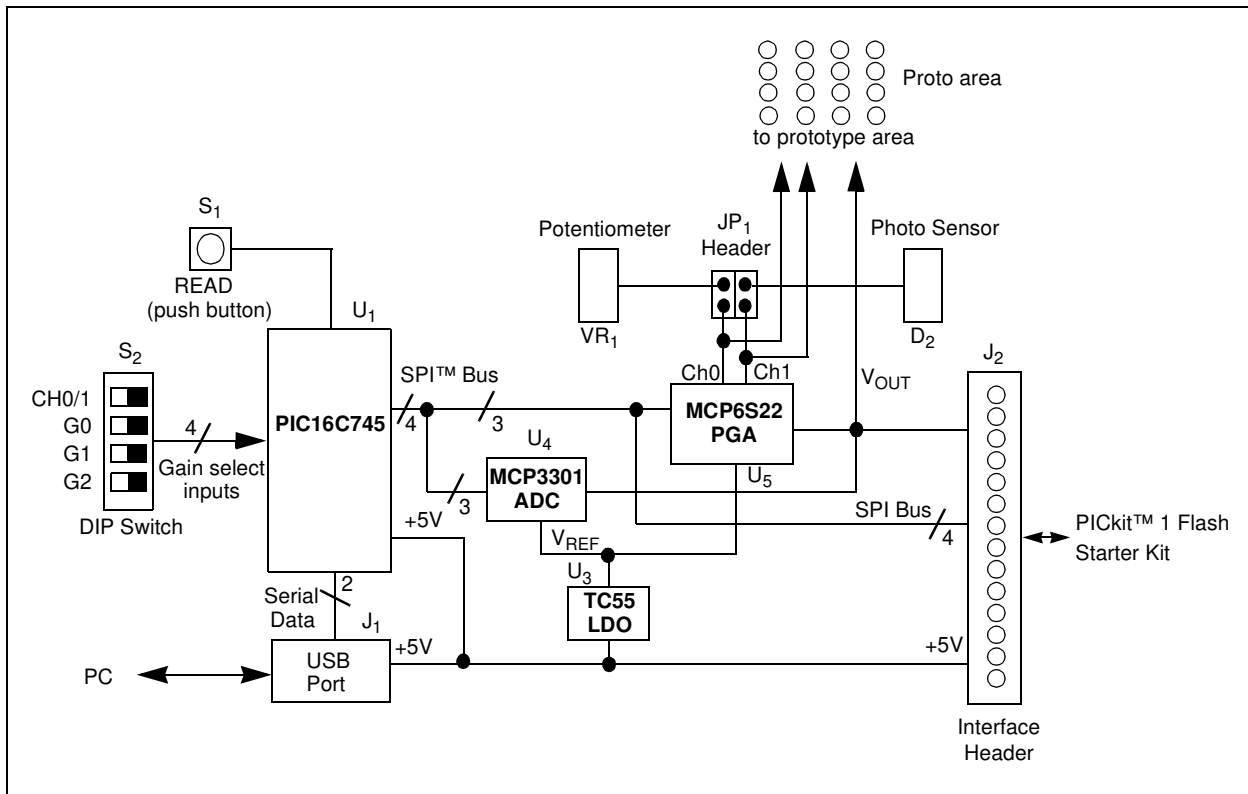 Proto area
to prototype area
S1
READ
(push button)
Potentiometer
VR1
JP1
Header
Photo Sensor
D2
U1
PIC16C745
S2
CH0/1
G0
G1
G2
DIP Switch
4
Gain select
inputs
SPI™ Bus
4
3
3
U4
MCP3301
ADC
VREF
Ch0
Ch1
MCP6S22
PGA
U5
VOUT
J2
SPI Bus
4
PICkit™ 1 Flash
Starter Kit
+5V
U3
TC55
LDO
2
Serial
Data
J1
USB
Port
+5V
+5V
PC
Interface
Header